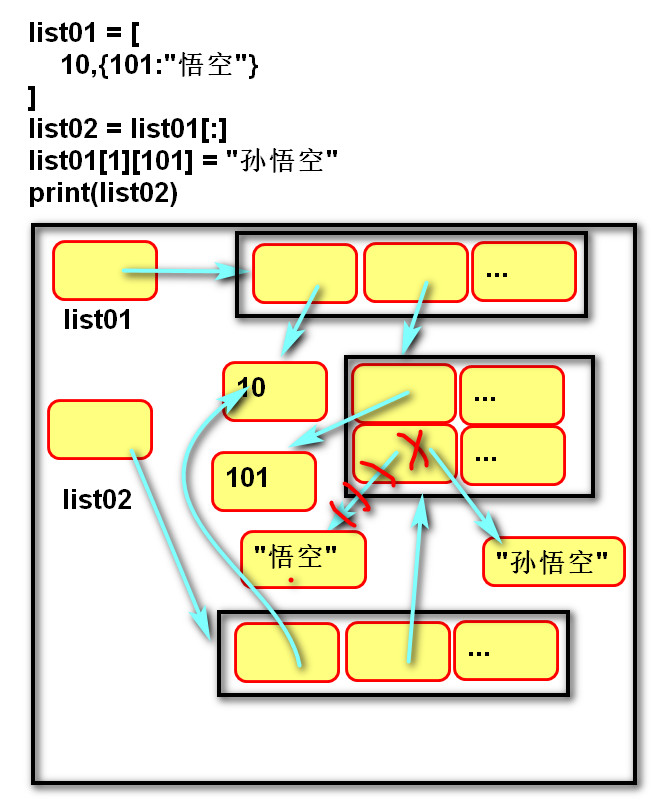 list01 = [
10,{101:"悟空"}
]
list02 = list01[:]
list01[1][101] = "孙悟空"
print(list02)
...
list01
10
...
...
101
list02
"悟空"
"孙悟空"
...